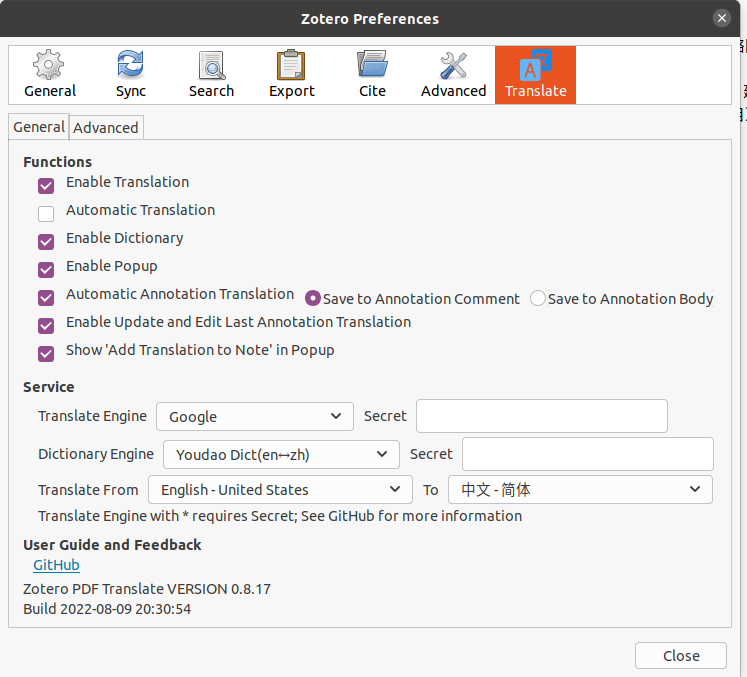 Zotero Preferences
General Sync Search Export Cite Advanced Translate
General Advanced
Functions
Enable Translation
Automatic Translation
Enable Dictionary
Enable Popup
Automatic Annotation Translation Save to Annotation Comment Save to Annotation Body
Enable Update and Edit Last Annotation Translation
Show 'Add Translation to Note' in Popup
Service
Translate Engine Google Secret
Dictionary Engine Youdao Dict(en↔zh) Secret
Translate From English - United States To 中文 - 简体
Translate Engine with * requires Secret; See GitHub for more information
User Guide and Feedback
GitHub
Zotero PDF Translate VERSION 0.8.17
Build 2022-08-09 20:30:54
Close